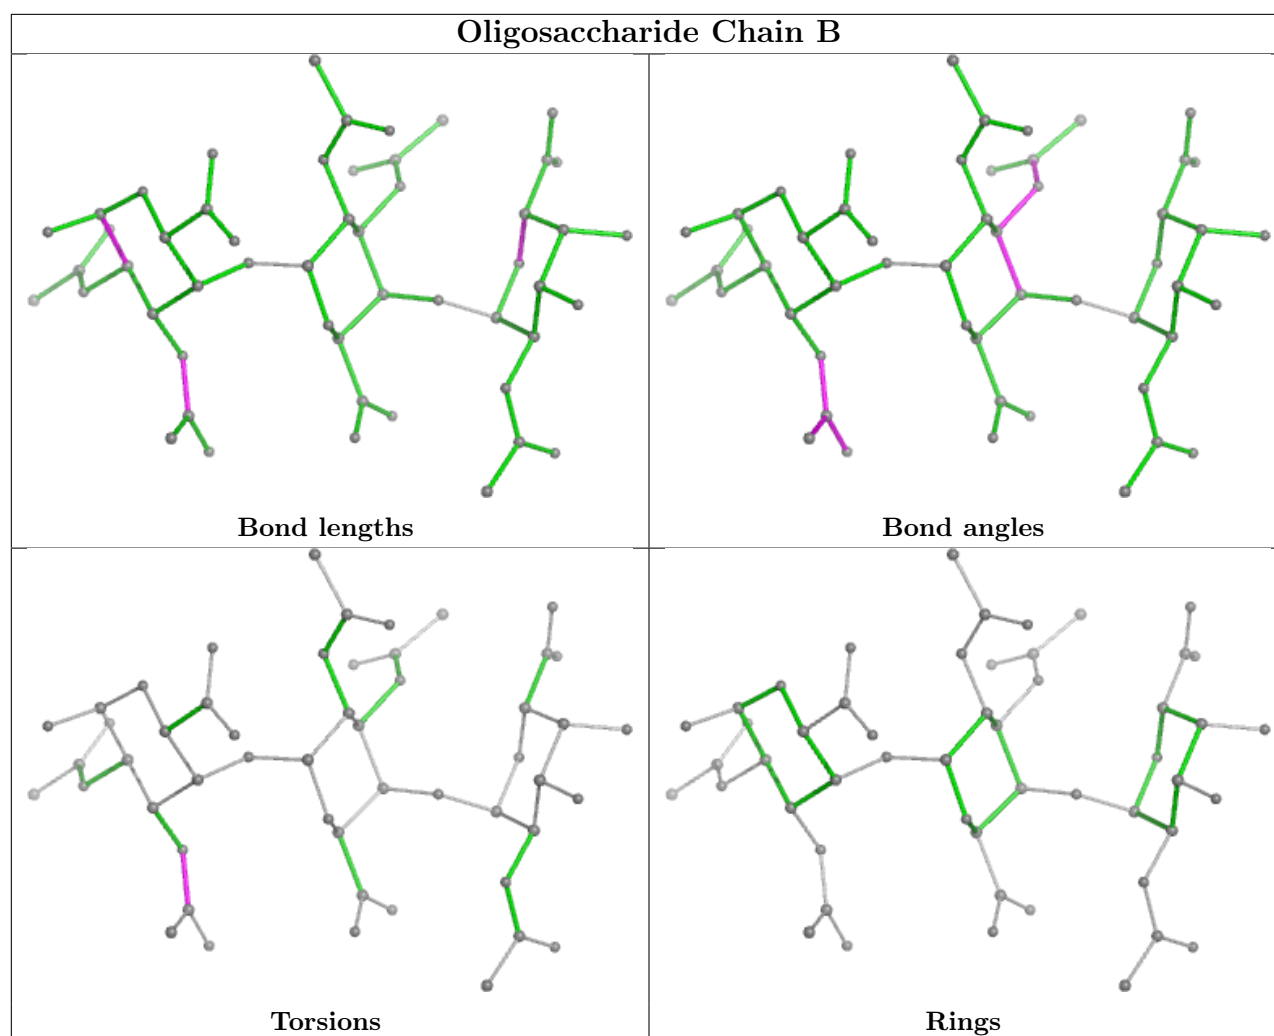 Oligosaccharide Chain B
Bond lengths
Bond angles
Torsions
Rings